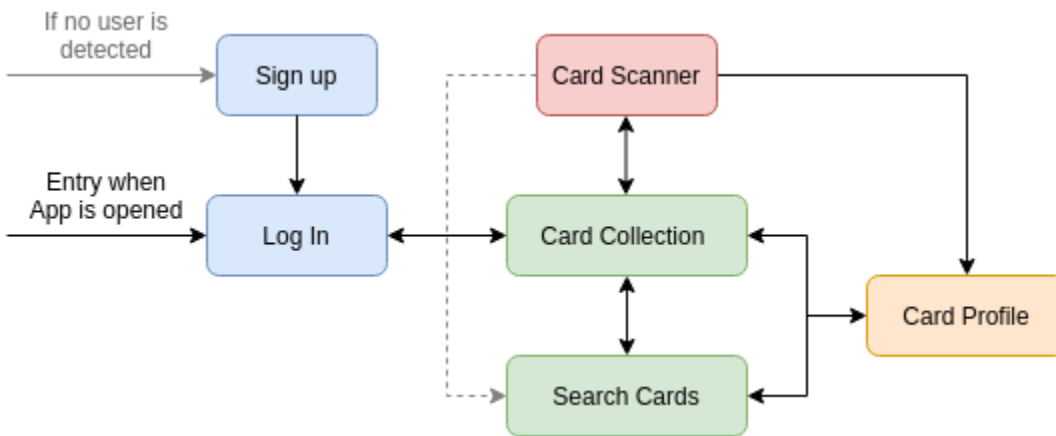 If no user is
detected
Sign up
Card Scanner
Entry when
App is opened
Log In
Card Collection
Card Profile
Search Cards